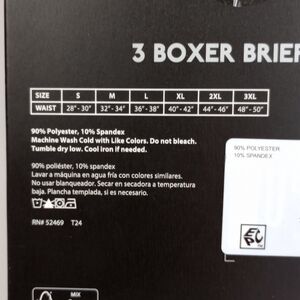 3 BOXER BRIEF
SIZE S M L XL 2XL 3XL
WAIST 28" - 30" 32" - 34" 36" - 38" 40" - 42" 44" - 46" 48" - 50"
90% Polyester, 10% Spandex
Machine Wash Cold with Like Colors. Do not bleach.
Tumble dry low. Cool iron if needed.
90% poliéster, 10% spandex
Lavar a máquina en agua fría con colores similares.
No usar blanqueador. Secar en secadora a temperatura
baja. Plancha templada, si es necesario.
RN# 52469 T24
90% POLYESTER
10% SPANDEX
MIX